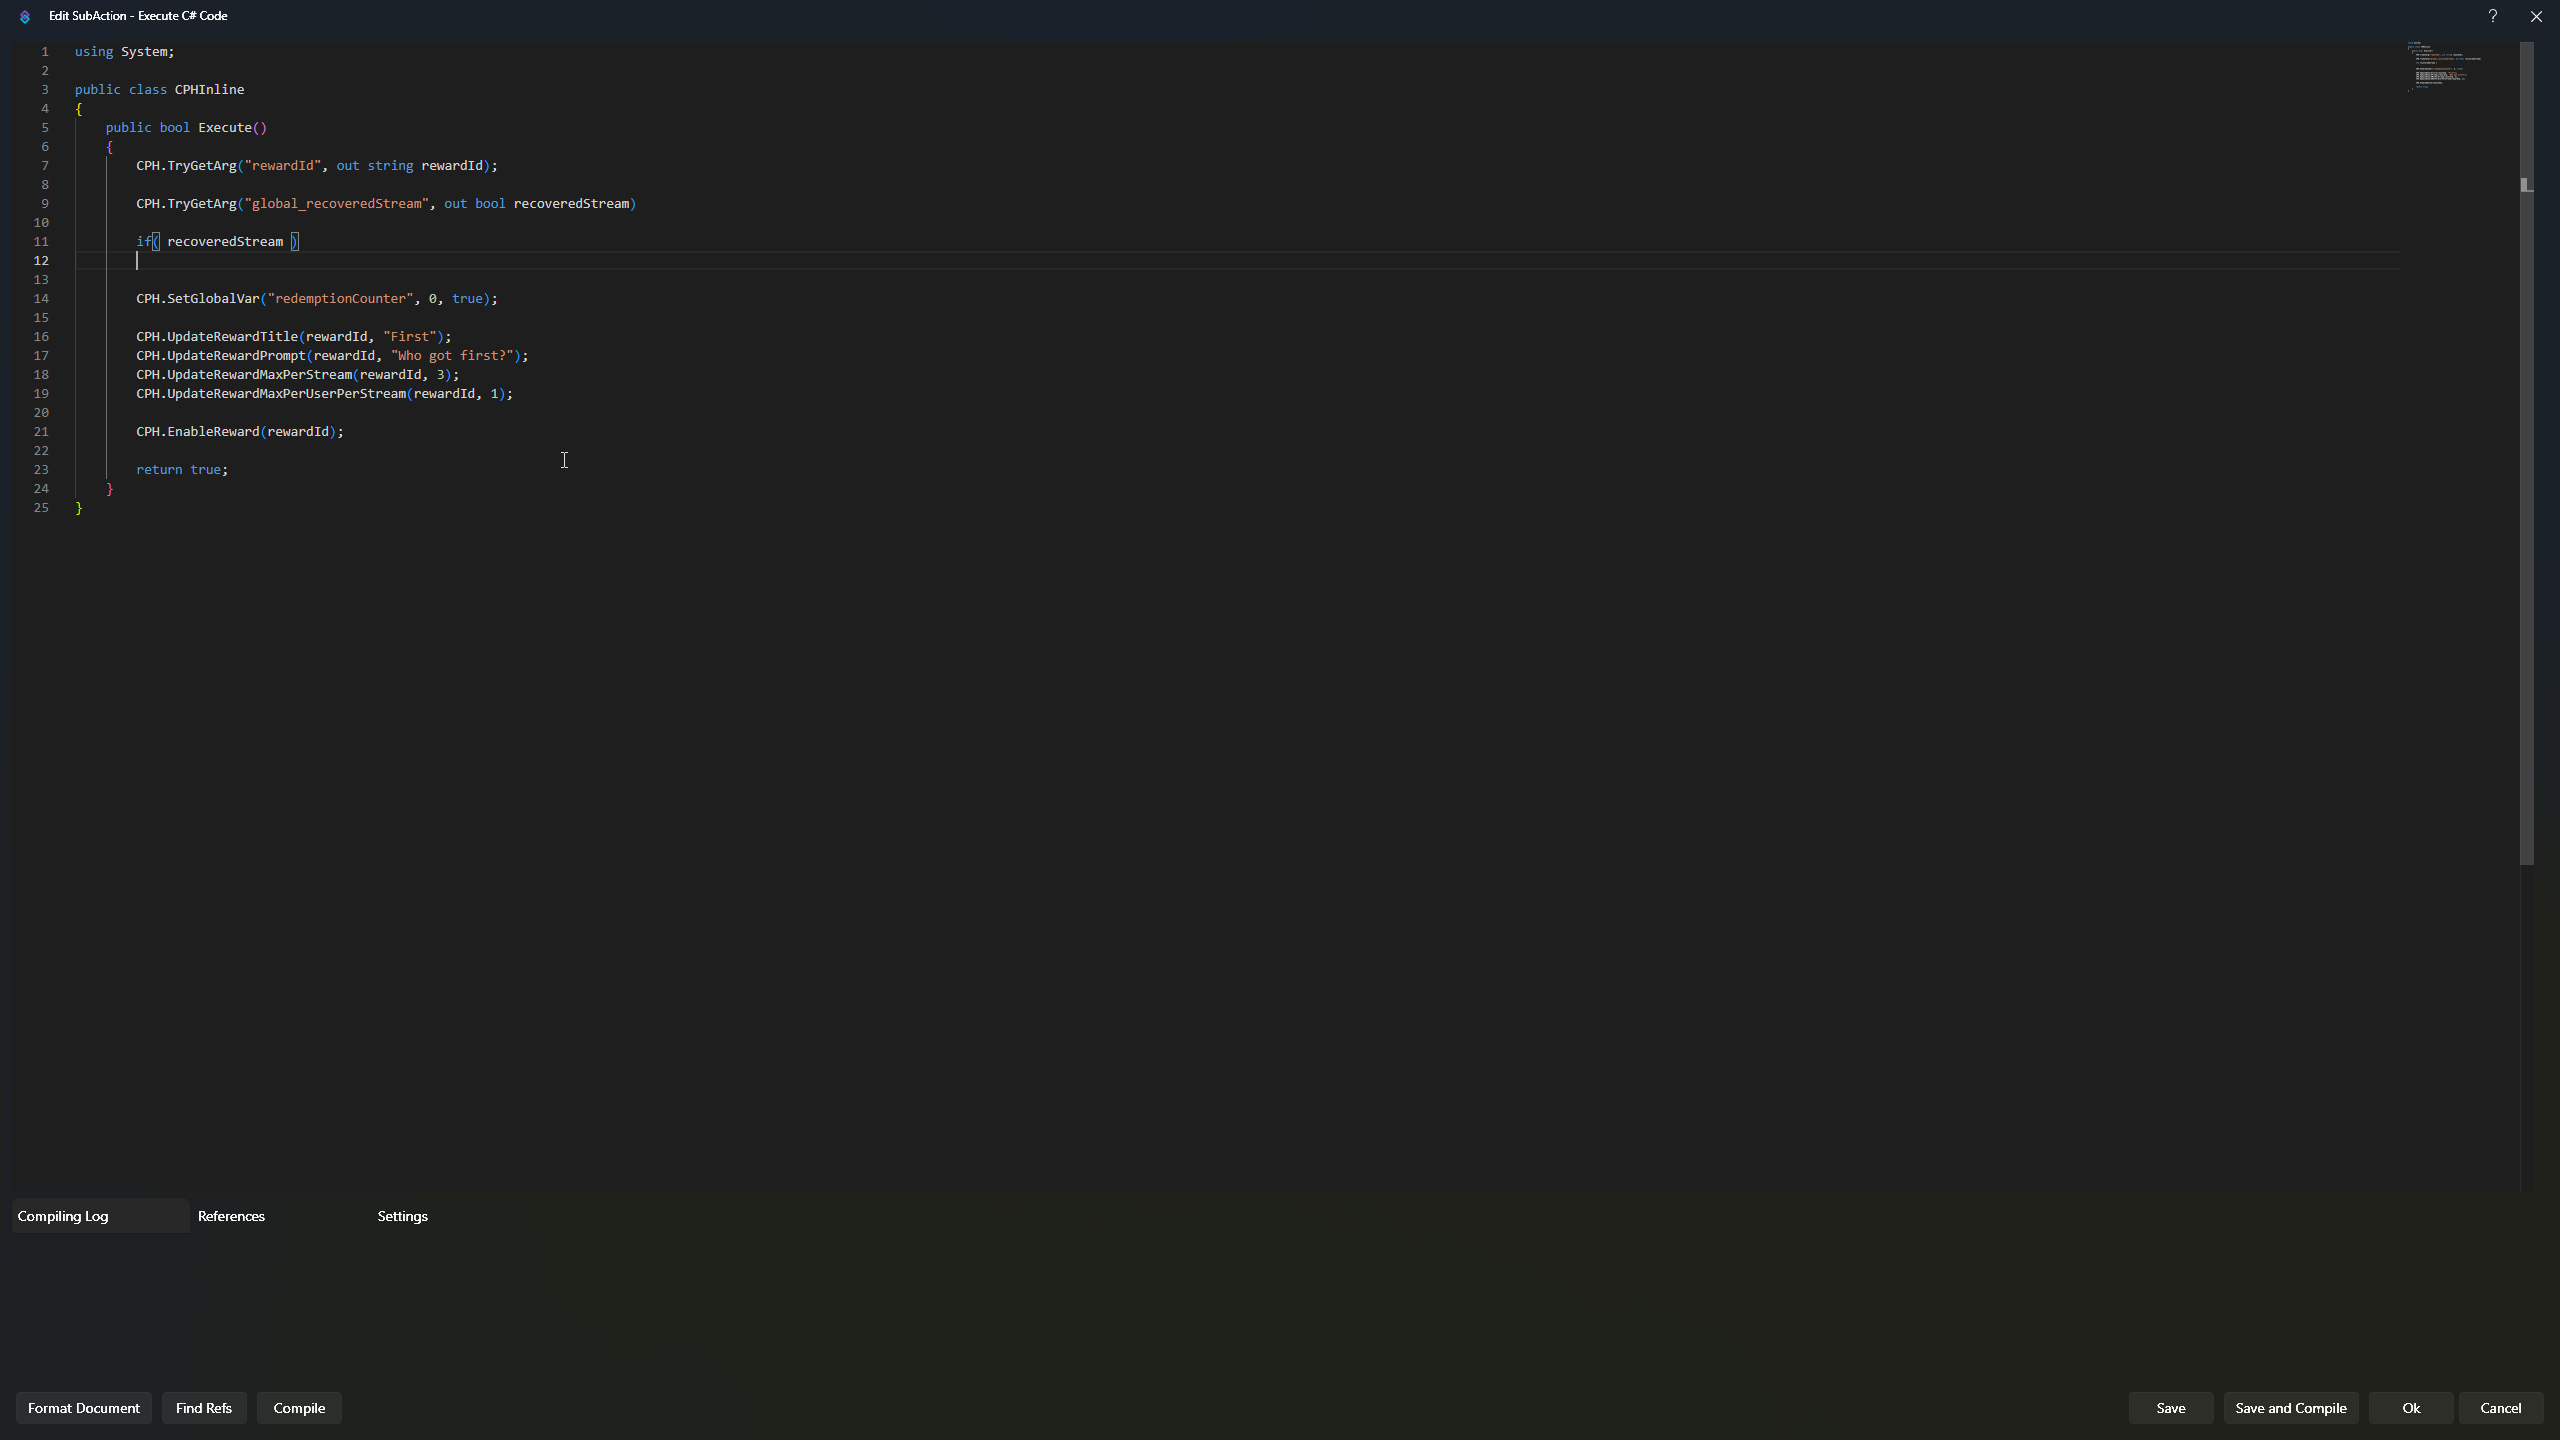 Edit SubAction - Execute C# Code
?
1 using System;
2
3 public class CPHInline
4 {
5 public bool Execute()
6 {
7 CPH.TryGetArg("rewardId", out string rewardId);
8
9 CPH.TryGetArg("global_recoveredStream", out bool recoveredStream)
10
11 if( recoveredStream )
12
13
14 CPH.SetGlobalVar("redemptionCounter", 0, true);
15
16 CPH.UpdateRewardTitle(rewardId, "First");
17 CPH.UpdateRewardPrompt(rewardId, "Who got first?");
18 CPH.UpdateRewardMaxPerStream(rewardId, 3);
19 CPH.UpdateRewardMaxPerUserPerStream(rewardId, 1);
20
21 CPH.EnableReward(rewardId);
22
23 return true;
24 }
25 }
Compiling Log References Settings
Format Document Find Refs Compile Save Save and Compile Ok Cancel